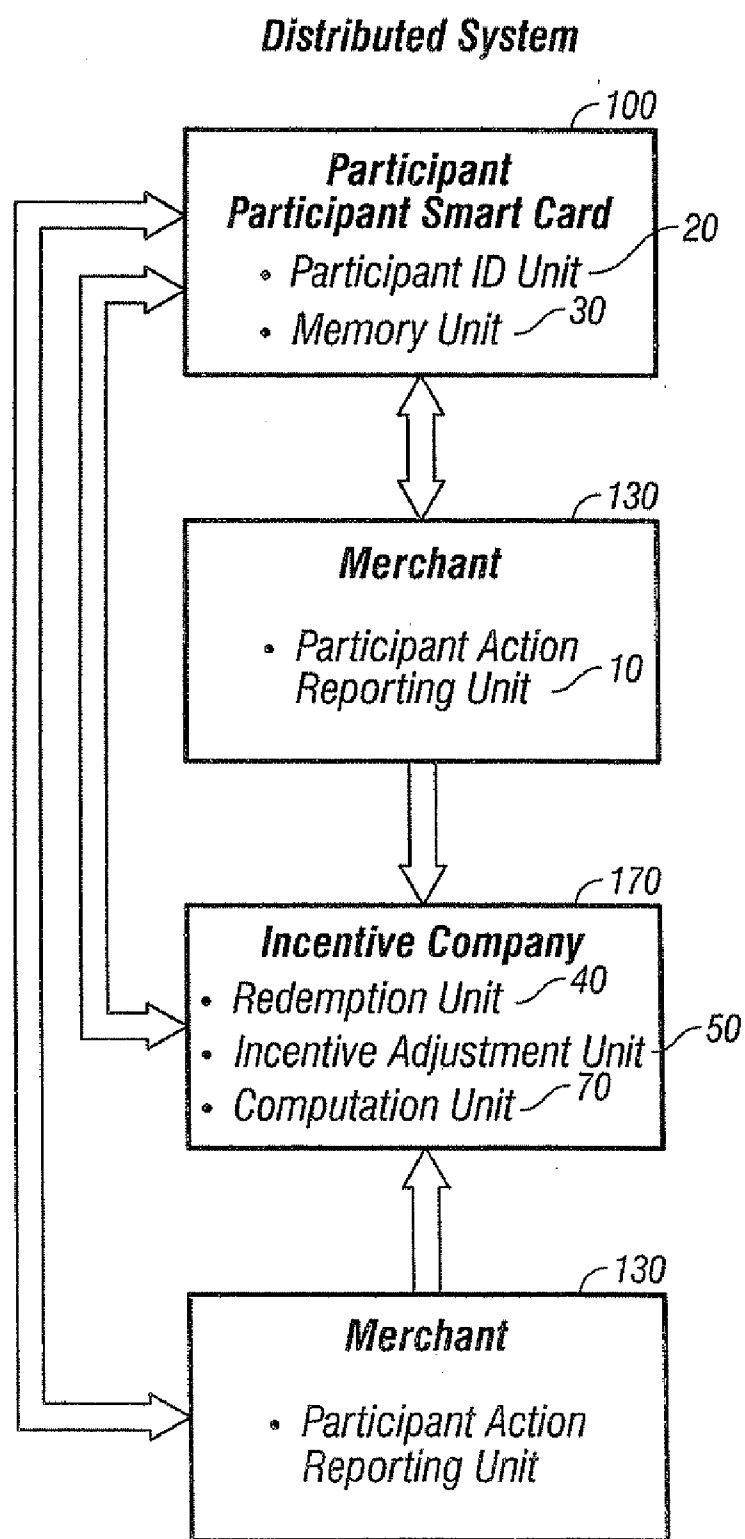 Distributed System
100
Participant
Participant Smart Card
• Participant ID Unit 20
• Memory Unit 30
130
Merchant
• Participant Action
Reporting Unit 10
170
Incentive Company
• Redemption Unit 40
• Incentive Adjustment Unit 50
• Computation Unit 70
130
Merchant
• Participant Action
Reporting Unit